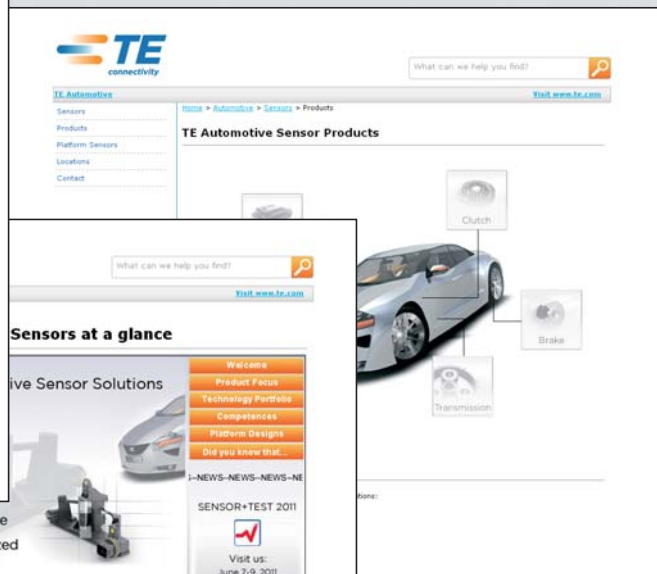 TE
connectivity
What can we help you find?
TE Automotive
Visit www.te.com
Sensors
Products
Platform Sensors
Locations
Contact
Home > Automotive > Sensors > Products
TE Automotive Sensor Products
Clutch
Brake
Transmission
What can we help you find?
Visit www.te.com
Sensors at a glance
ive Sensor Solutions
Welcome
Product Focus
Technology Portfolio
Competences
Platform Designs
Did you know that...
--NEWS--NEWS--NEWS--NE
SENSOR+TEST 2011
Visit us:
June 7-9, 2011